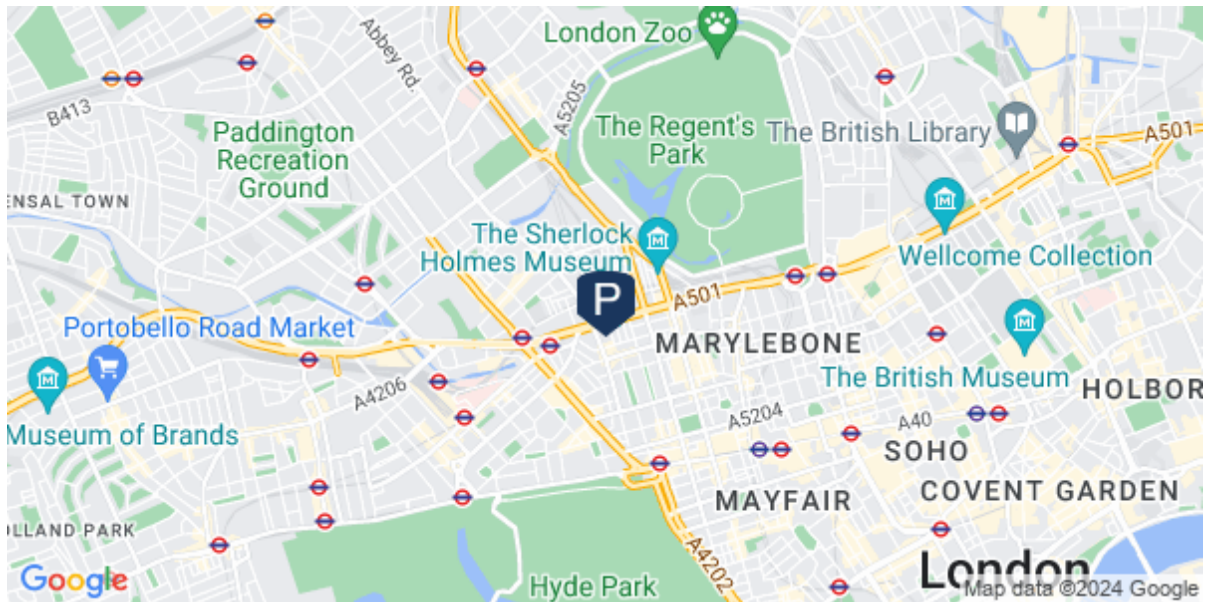 London Zoo
Abbey Rd.
A5205
B413
Paddington
Recreation
Ground
The Regent's
Park
The British Library
A501
ENSAL TOWN
The Sherlock
Holmes Museum
Wellcome Collection
P
A501
Portobello Road Market
MARYLEBONE
The British Museum
HOLBOR
A4206
Museum of Brands
A5204
A40
SOHO
MAYFAIR
COVENT GARDEN
OLLAND PARK
A4202
London
Google
Hyde Park
Map data ©2024 Google